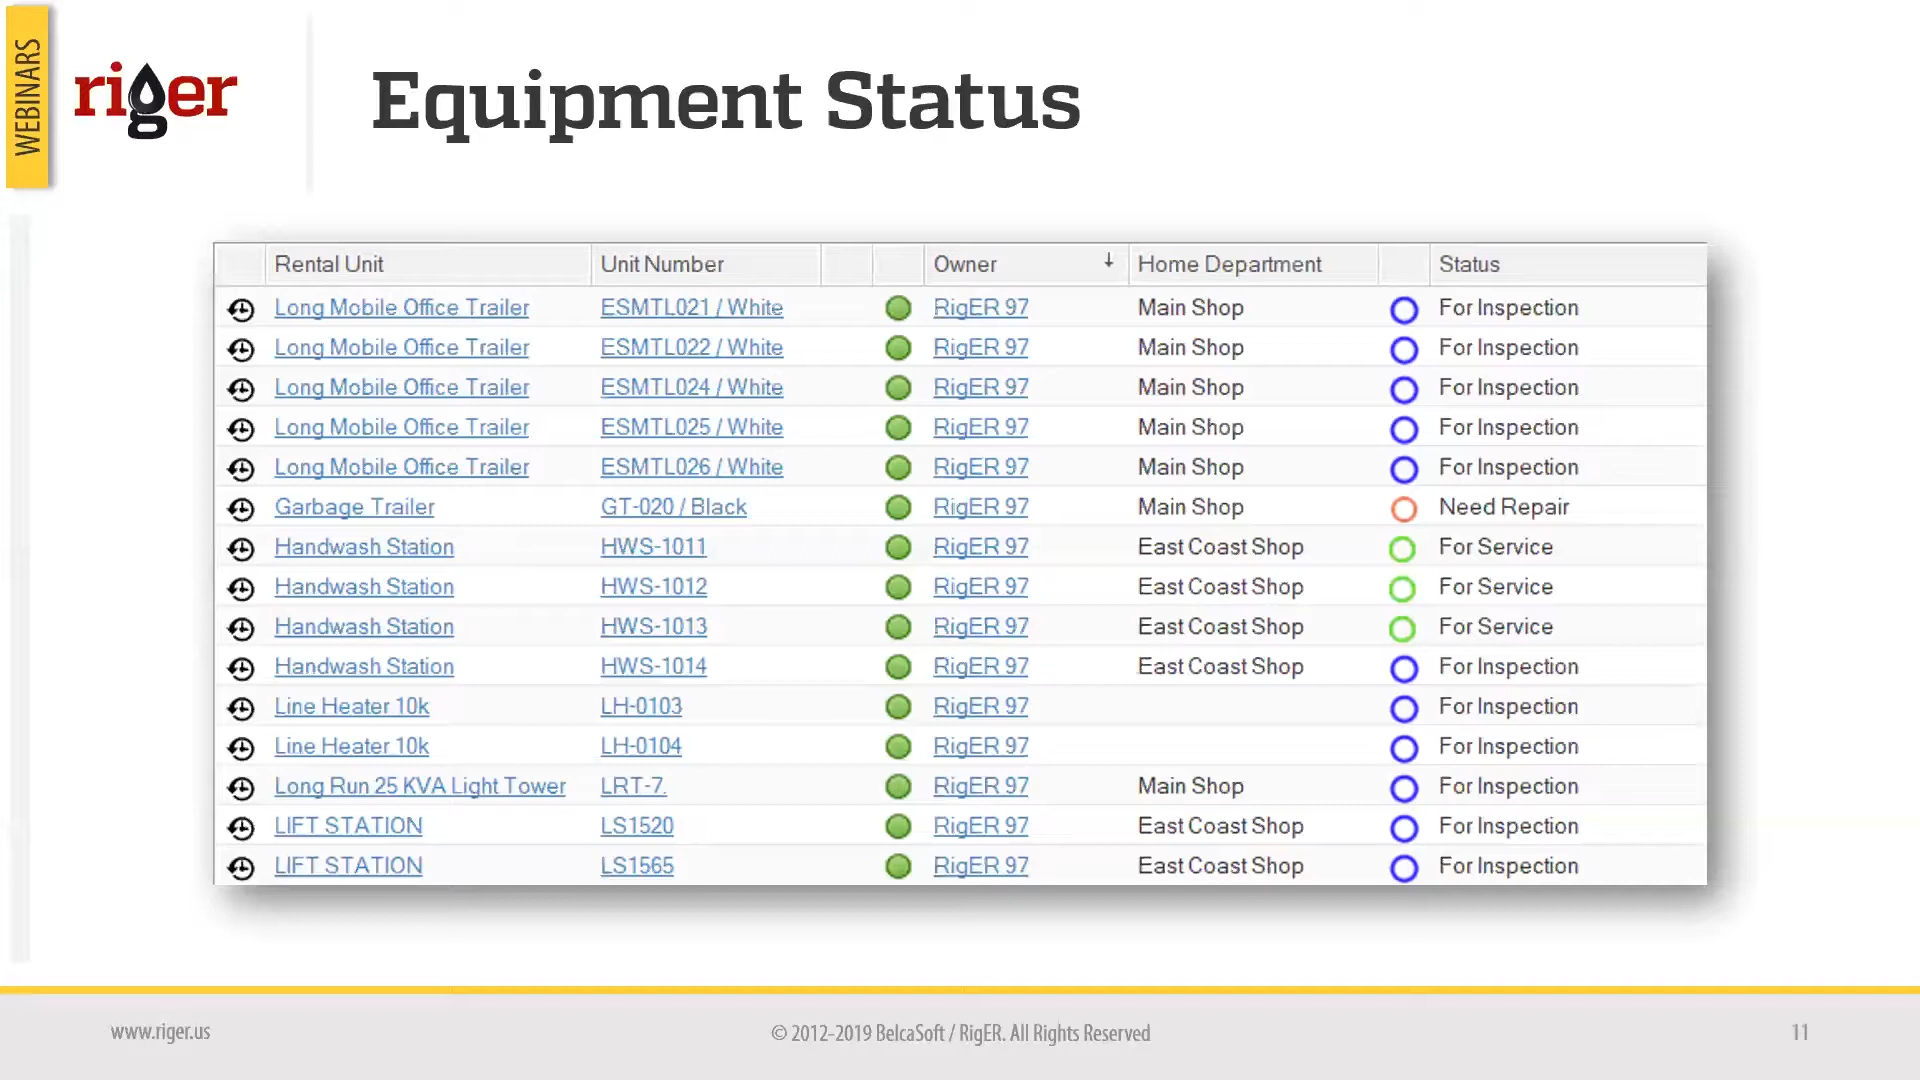 WEBINARS
riger
Equipment Status
Rental Unit Unit Number Owner Home Department Status
Long Mobile Office Trailer ESMTL021 / White RigER 97 Main Shop For Inspection
Long Mobile Office Trailer ESMTL022 / White RigER 97 Main Shop For Inspection
Long Mobile Office Trailer ESMTL024 / White RigER 97 Main Shop For Inspection
Long Mobile Office Trailer ESMTL025 / White RigER 97 Main Shop For Inspection
Long Mobile Office Trailer ESMTL026 / White RigER 97 Main Shop For Inspection
Garbage Trailer GT-020 / Black RigER 97 Main Shop Need Repair
Handwash Station HWS-1011 RigER 97 East Coast Shop For Service
Handwash Station HWS-1012 RigER 97 East Coast Shop For Service
Handwash Station HWS-1013 RigER 97 East Coast Shop For Service
Handwash Station HWS-1014 RigER 97 East Coast Shop For Inspection
Line Heater 10k LH-0103 RigER 97 For Inspection
Line Heater 10k LH-0104 RigER 97 For Inspection
Long Run 25 KVA Light Tower LRT-7. RigER 97 Main Shop For Inspection
LIFT STATION LS1520 RigER 97 East Coast Shop For Inspection
LIFT STATION LS1565 RigER 97 East Coast Shop For Inspection
www.riger.us © 2012-2019 BelcaSoft / RigER. All Rights Reserved 11